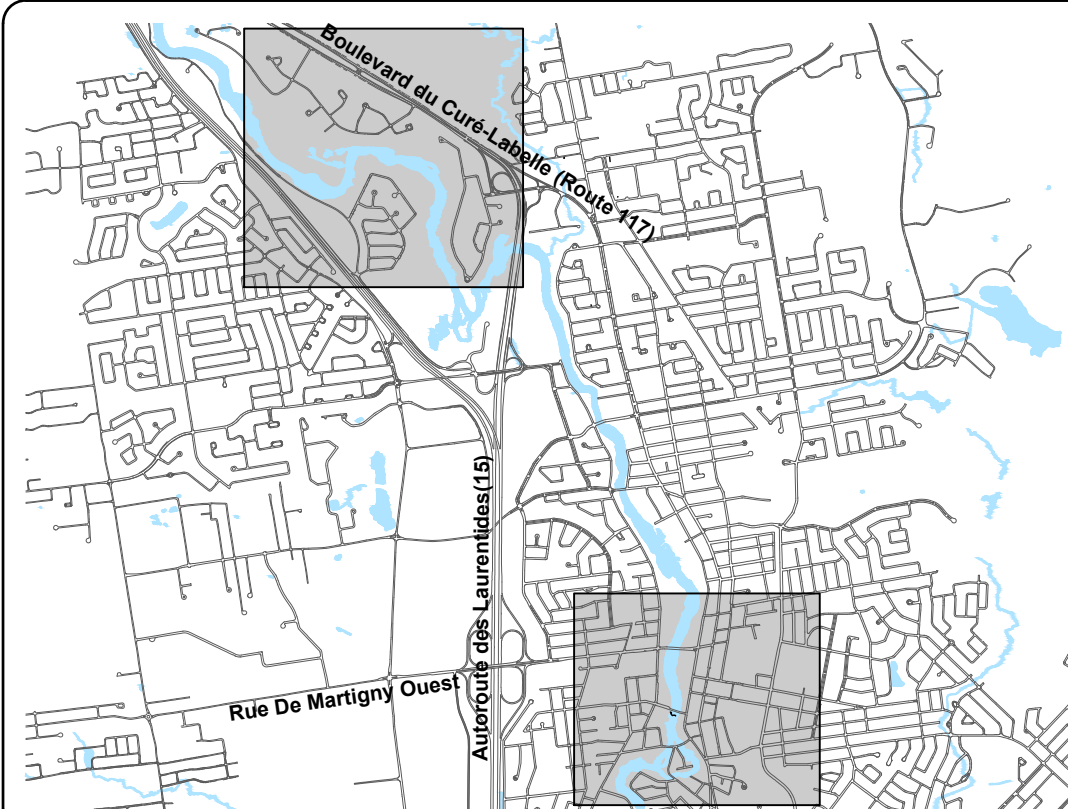 Boulevard du Curé-Labelle (Route 117)
Autoroute des Laurentides(15)
Rue De Martigny Ouest